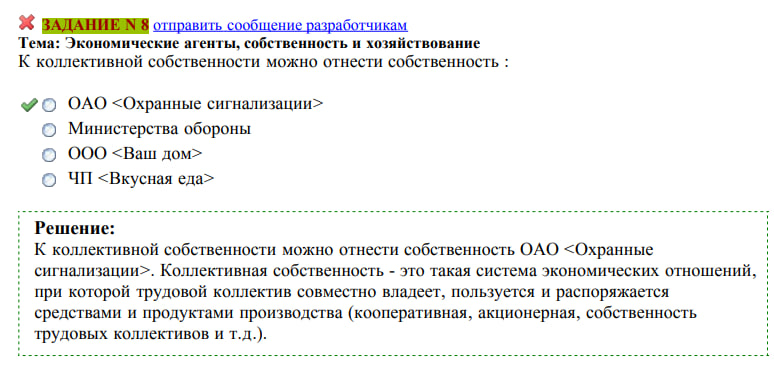 ЗАДАНИЕ N 8 отправить сообщение разработчикам
Тема: Экономические агенты, собственность и хозяйствование
К коллективной собственности можно отнести собственность :
ОАО <Охранные сигнализации>
Министерства обороны
ООО <Ваш дом>
ЧП <Вкусная еда>
Решение:
К коллективной собственности можно отнести собственность ОАО <Охранные
сигнализации>. Коллективная собственность - это такая система экономических отношений,
при которой трудовой коллектив совместно владеет, пользуется и распоряжается
средствами и продуктами производства (кооперативная, акционерная, собственность
трудовых коллективов и т.д.).